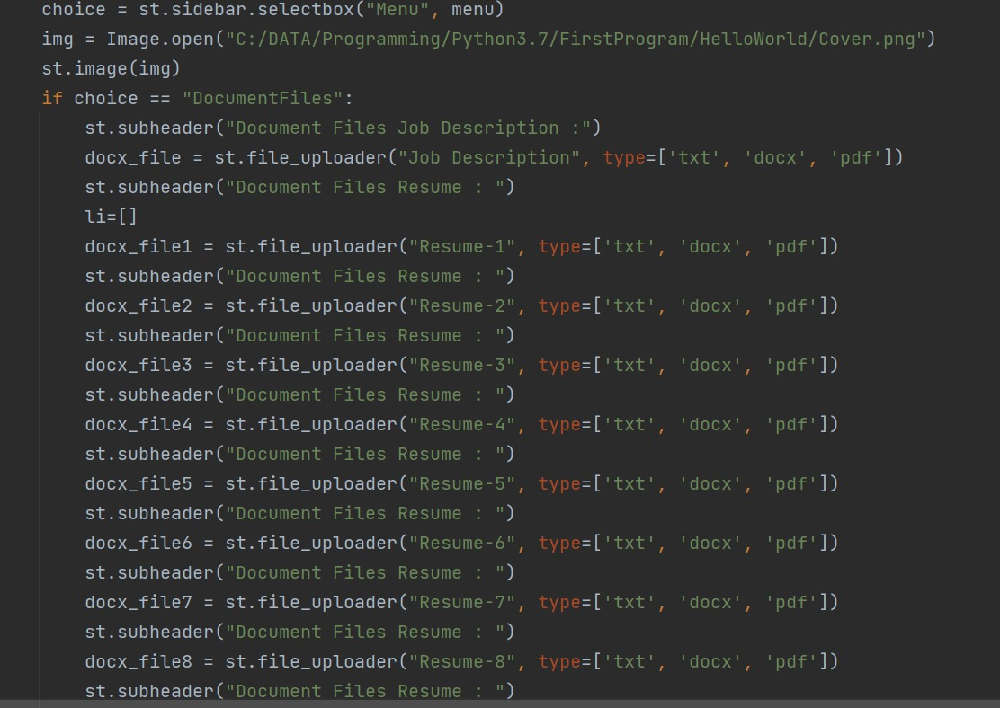 choice = st.sidebar.selectbox("Menu", menu)
img = Image.open("C:/DATA/Programming/Python3.7/FirstProgram/HelloWorld/Cover.png")
st.image(img)
if choice == "DocumentFiles":
    st.subheader("Document Files Job Description :")
    docx_file = st.file_uploader("Job Description", type=['txt', 'docx', 'pdf'])
    st.subheader("Document Files Resume : ")
    li=[]
    docx_file1 = st.file_uploader("Resume-1", type=['txt', 'docx', 'pdf'])
    st.subheader("Document Files Resume : ")
    docx_file2 = st.file_uploader("Resume-2", type=['txt', 'docx', 'pdf'])
    st.subheader("Document Files Resume : ")
    docx_file3 = st.file_uploader("Resume-3", type=['txt', 'docx', 'pdf'])
    st.subheader("Document Files Resume : ")
    docx_file4 = st.file_uploader("Resume-4", type=['txt', 'docx', 'pdf'])
    st.subheader("Document Files Resume : ")
    docx_file5 = st.file_uploader("Resume-5", type=['txt', 'docx', 'pdf'])
    st.subheader("Document Files Resume : ")
    docx_file6 = st.file_uploader("Resume-6", type=['txt', 'docx', 'pdf'])
    st.subheader("Document Files Resume : ")
    docx_file7 = st.file_uploader("Resume-7", type=['txt', 'docx', 'pdf'])
    st.subheader("Document Files Resume : ")
    docx_file8 = st.file_uploader("Resume-8", type=['txt', 'docx', 'pdf'])
    st.subheader("Document Files Resume : ")